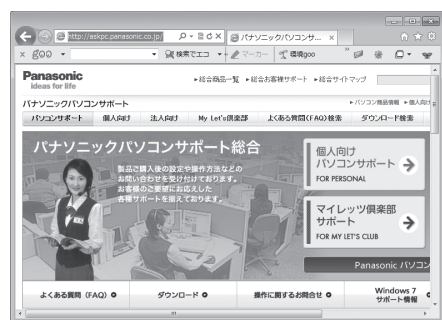 http://askpc.panasonic.co.jp/
パナソニックパソコンサ... ×
× goo 検索でエコ マーカー 環境goo
Panasonic
ideas for life
▸総合商品一覧 ▸総合お客様サポート ▸総合サイトマップ
パナソニックパソコンサポート
▸パソコン商品情報 ▸個人向け
パソコンサポート 個人向け 法人向け My Let's倶楽部 よくある質問(FAQ)検索 ダウンロード検索
パナソニックパソコンサポート総合
製品ご購入後の設定や操作方法などの
お問い合わせを受け付けております。
お客様のご要望にお応えした
各種サポートを揃えております。
個人向け
パソコンサポート
FOR PERSONAL
マイレッツ倶楽部
サポート
FOR MY LET'S CLUB
Panasonic パソコン
よくある質問 (FAQ) ダウンロード 操作に関するお問合せ Windows 7
サポート情報